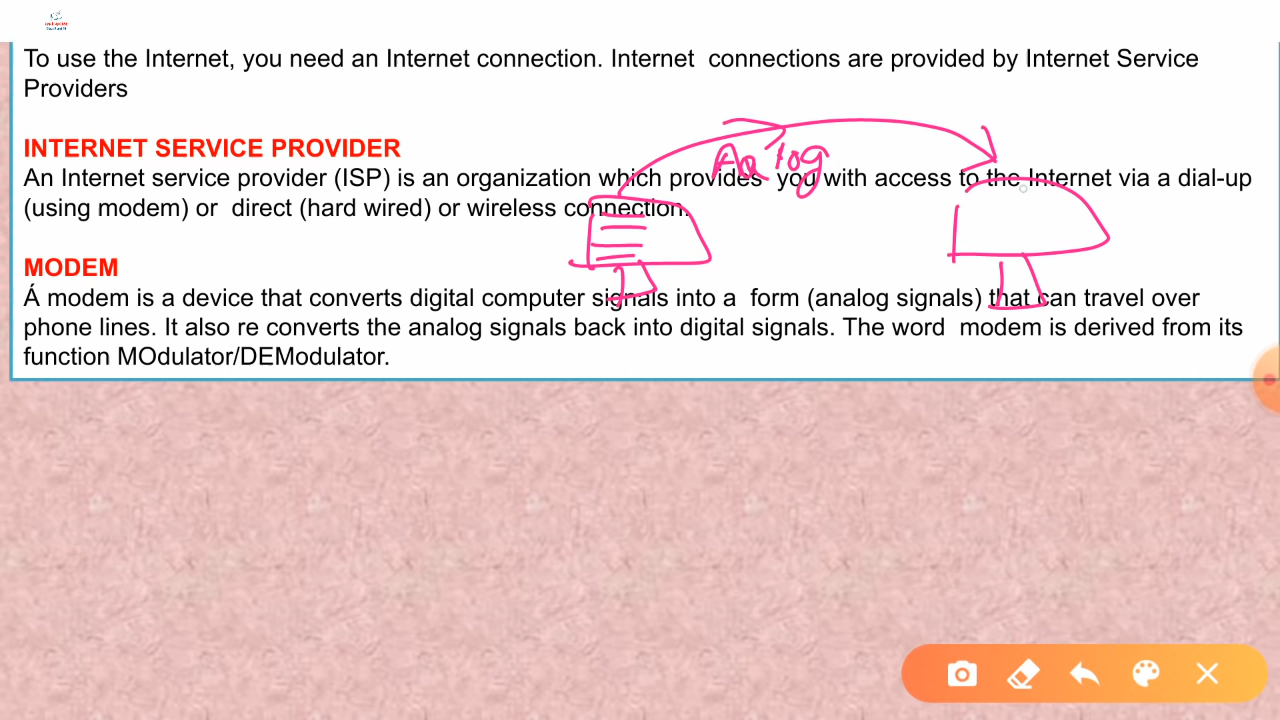 To use the Internet, you need an Internet connection. Internet connections are provided by Internet Service
Providers
INTERNET SERVICE PROVIDER
An Internet service provider (ISP) is an organization which provides you with access to the Internet via a dial-up
(using modem) or direct (hard wired) or wireless connection.
MODEM
Á modem is a device that converts digital computer signals into a form (analog signals) that can travel over
phone lines. It also re converts the analog signals back into digital signals. The word modem is derived from its
function MOdulator/DEModulator.